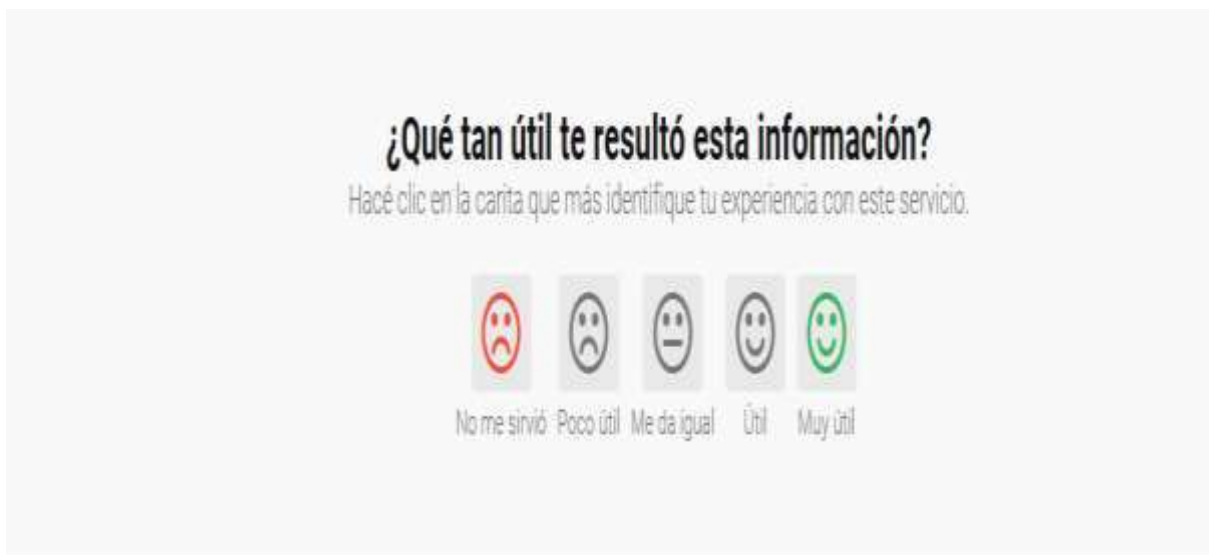 ¿Qué tan útil te resultó esta información?
Hacé clic en la carita que más identifique tu experiencia con este servicio.
No me sirvió Poco útil Me da igual Útil Muy útil